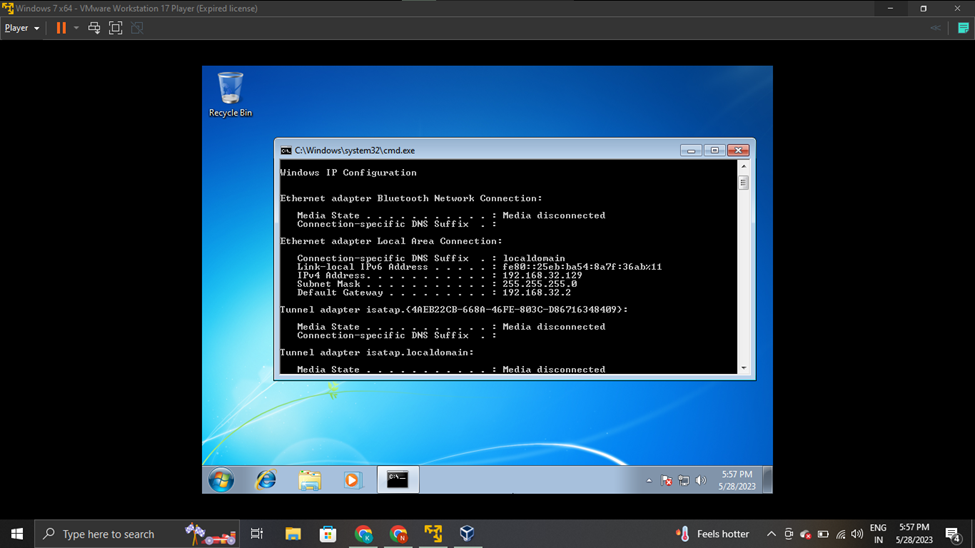 Windows 7 x64 - VMware Workstation 17 Player (Expired license)
Player
Recycle Bin
C:\Windows\system32\cmd.exe
Windows IP Configuration
Ethernet adapter Bluetooth Network Connection:
Media State . . . . . . . . . . . : Media disconnected
Connection-specific DNS Suffix  . :
Ethernet adapter Local Area Connection:
Connection-specific DNS Suffix  . : localdomain
Link-local IPv6 Address . . . . . : fe80::25eb:ba54:8a7f:36ab%11
IPv4 Address. . . . . . . . . . . : 192.168.32.129
Subnet Mask . . . . . . . . . . . : 255.255.255.0
Default Gateway . . . . . . . . . : 192.168.32.2
Tunnel adapter isatap.{4AEB22CB-668A-46FE-803C-D86716348409}:
Media State . . . . . . . . . . . : Media disconnected
Connection-specific DNS Suffix  . :
Tunnel adapter isatap.localdomain:
Media State . . . . . . . . . . . : Media disconnected
5:57 PM
5/28/2023
Type here to search
Feels hotter
ENG
IN
5:57 PM
5/28/2023
4